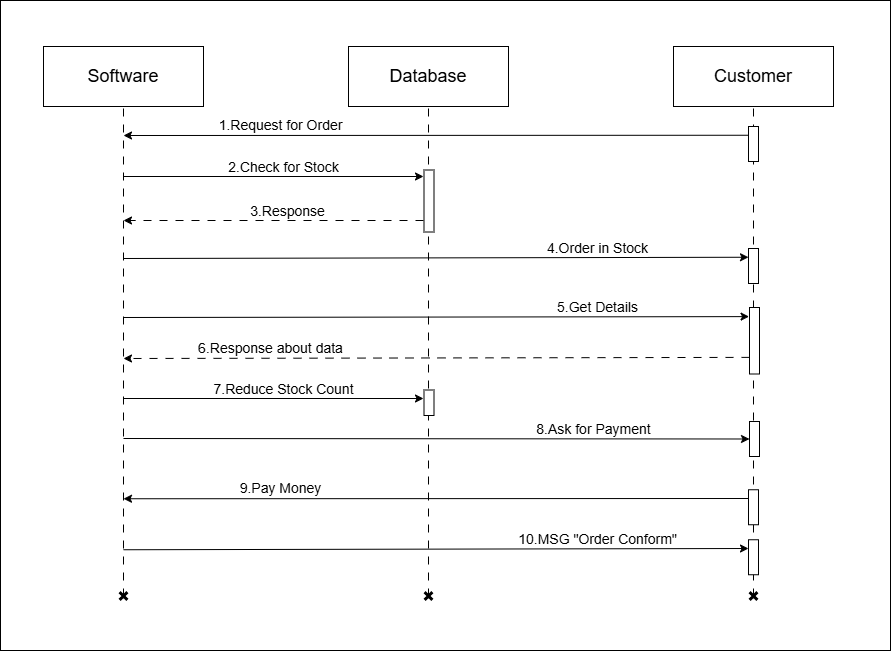 Software
Database
Customer
1.Request for Order
2.Check for Stock
3.Response
4.Order in Stock
5.Get Details
6.Response about data
7.Reduce Stock Count
8.Ask for Payment
9.Pay Money
10.MSG "Order Conform"